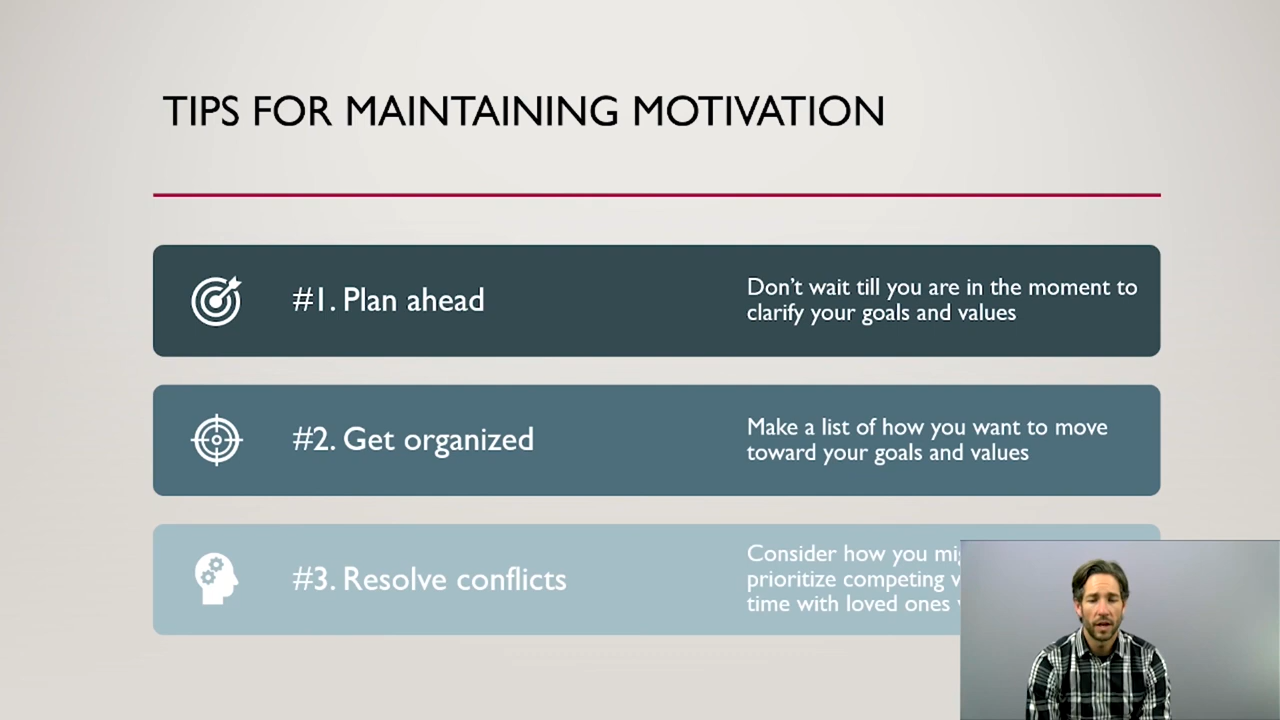 TIPS FOR MAINTAINING MOTIVATION
#1. Plan ahead
Don't wait till you are in the moment to
clarify your goals and values
#2. Get organized
Make a list of how you want to move
toward your goals and values
#3. Resolve conflicts
Consider how you
prioritize competing
time with loved ones